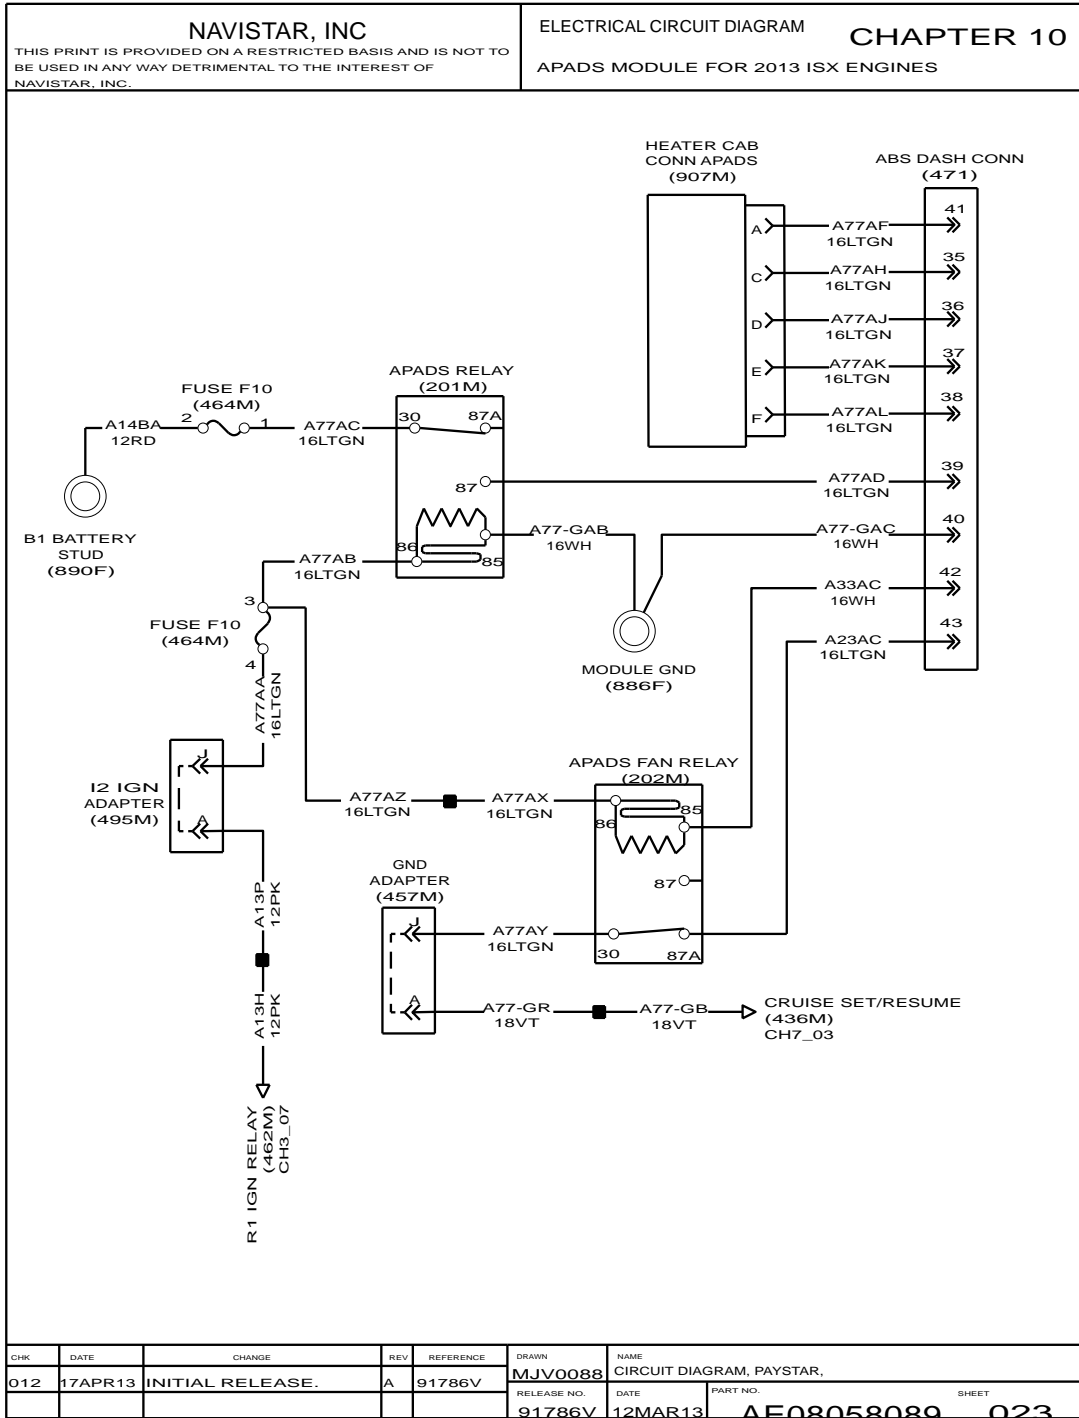 NAVISTAR, INC
THIS PRINT IS PROVIDED ON A RESTRICTED BASIS AND IS NOT TO
BE USED IN ANY WAY DETRIMENTAL TO THE INTEREST OF
NAVISTAR, INC.
ELECTRICAL CIRCUIT DIAGRAM
CHAPTER 10
APADS MODULE FOR 2013 ISX ENGINES
HEATER CAB
CONN APADS
(907M)
ABS DASH CONN
(471)
A
A77AF
16LTGN
41
C
A77AH
16LTGN
35
D
A77AJ
16LTGN
36
E
A77AK
16LTGN
37
F
A77AL
16LTGN
38
A77AD
16LTGN
39
A77-GAC
16WH
40
A33AC
16WH
42
A23AC
16LTGN
43
APADS RELAY
(201M)
30
87A
87
86
85
FUSE F10
(464M)
2
1
A14BA
12RD
A77AC
16LTGN
B1 BATTERY
STUD
(890F)
A77AB
16LTGN
A77-GAB
16WH
MODULE GND
(886F)
3
FUSE F10
(464M)
4
A77AA
16LTGN
I2 IGN
ADAPTER
(495M)
J
A
A13P
12PK
A13H
12PK
R1 IGN RELAY
(462M)
CH3_07
A77AZ
16LTGN
A77AX
16LTGN
APADS FAN RELAY
(202M)
86
85
87
30
87A
GND
ADAPTER
(457M)
J
A
A77AY
16LTGN
A77-GR
18VT
A77-GB
18VT
CRUISE SET/RESUME
(436M)
CH7_03
CHK
DATE
CHANGE
REV
REFERENCE
012
17APR13
INITIAL RELEASE.
A
91786V
DRAWN
MJV0088
NAME
CIRCUIT DIAGRAM, PAYSTAR,
RELEASE NO.
91786V
DATE
12MAR13
PART NO.
AE08058089
SHEET
023